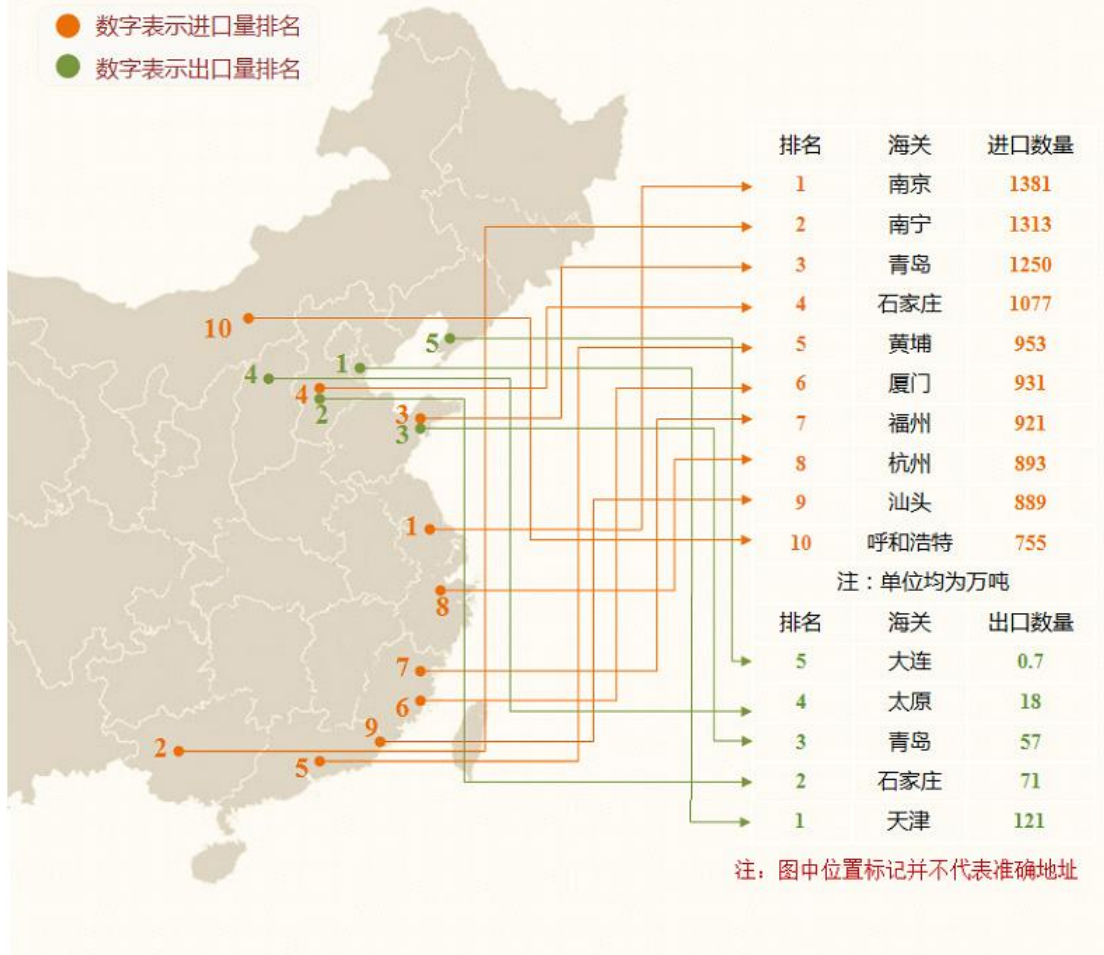 数字表示进口量排名
数字表示出口量排名
排名 海关 进口数量
1 南京 1381
2 南宁 1313
3 青岛 1250
4 石家庄 1077
5 黄埔 953
6 厦门 931
7 福州 921
8 杭州 893
9 汕头 889
10 呼和浩特 755
注：单位均为万吨
排名 海关 出口数量
5 大连 0.7
4 太原 18
3 青岛 57
2 石家庄 71
1 天津 121
注：图中位置标记并不代表准确地址
10
5
1
4
4
2
3
3
1
8
7
6
9
2
5